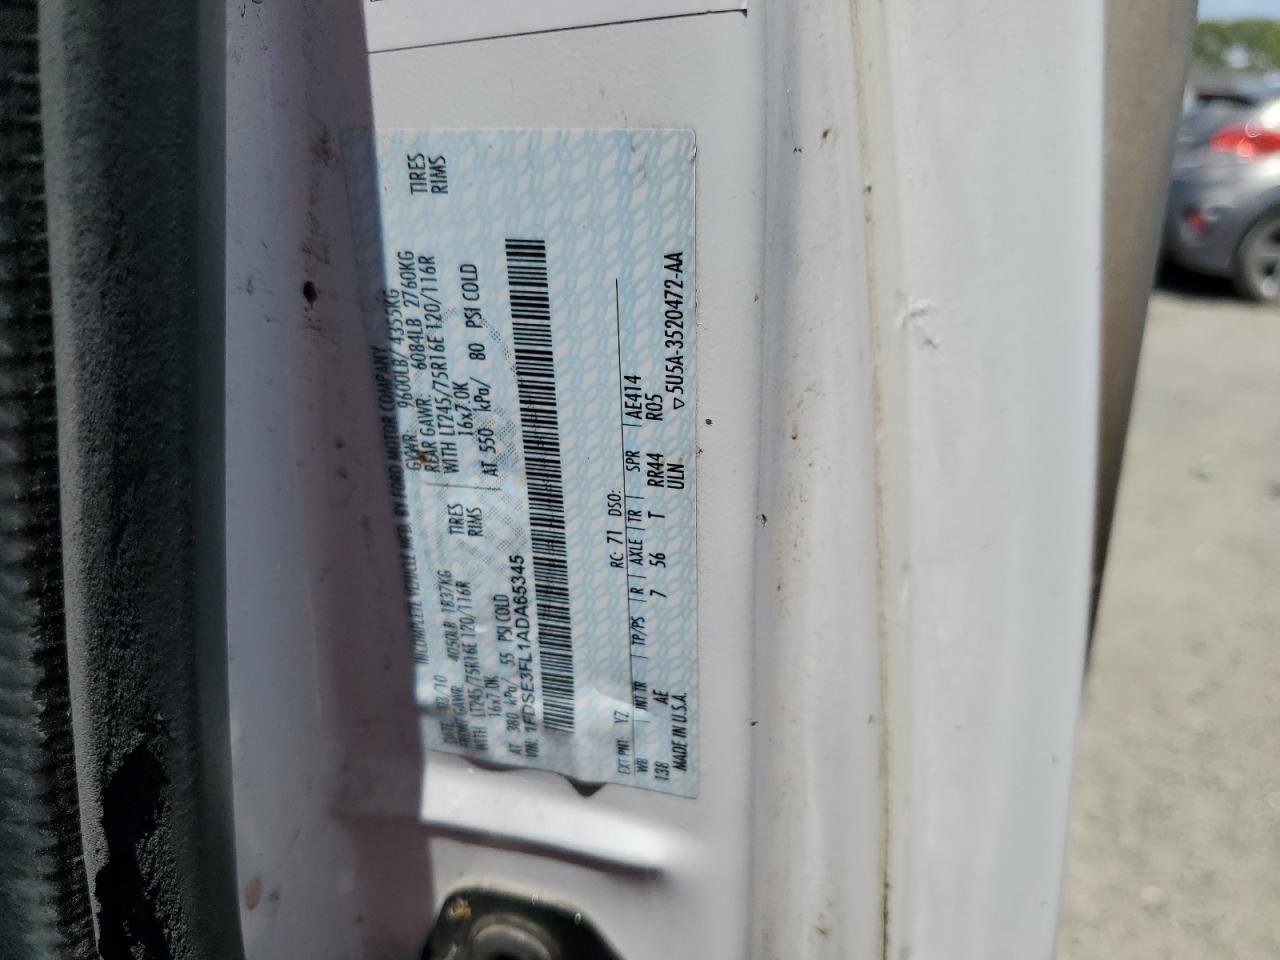 INCOMPLETE VEHICLE MFD. BY FORD MOTOR COMPANY
DATE: /10 GVWR: 9600LB/ 4355KG
FRONT GAWR: 4050LB 1837KG REAR GAWR: 6084LB 2760KG
WITH LT245/75R16E 120/116R TIRES WITH LT245/75R16E 120/116R TIRES
16x7.0K RIMS 16x7.0K RIMS
AT 380 kPa/ 55 PSI COLD AT 550 kPa/ 80 PSI COLD
VIN: 1FDSE3FL1ADA65345
EXT PNT: YZ RC: 71 DSO:
WB INT TR TP/PS R AXLE TR SPR AE414
138 AE 7 56 T RR44 R05
MADE IN U.S.A. ULN ▽5U5A-3520472-AA